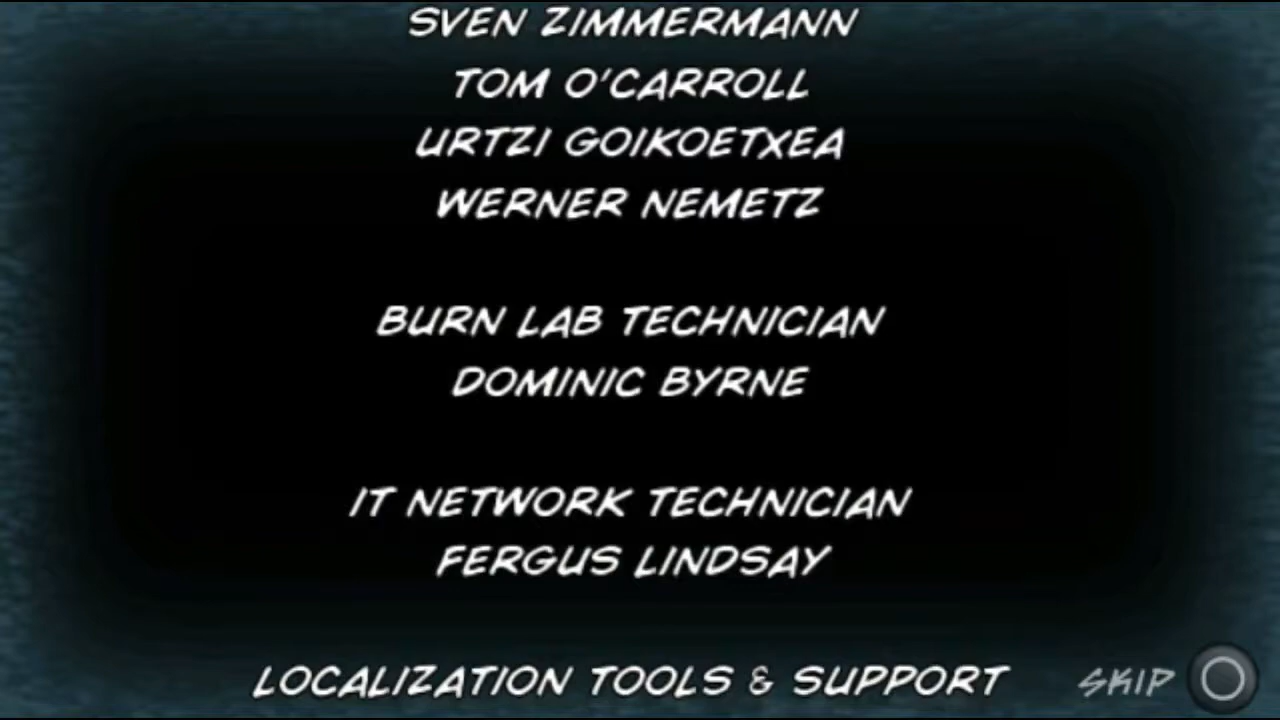 SVEN ZIMMERMANN
TOM O'CARROLL
URTZI GOIKOETXEA
WERNER NEMETZ
BURN LAB TECHNICIAN
DOMINIC BYRNE
IT NETWORK TECHNICIAN
FERGUS LINDSAY
LOCALIZATION TOOLS & SUPPORT
SKIP